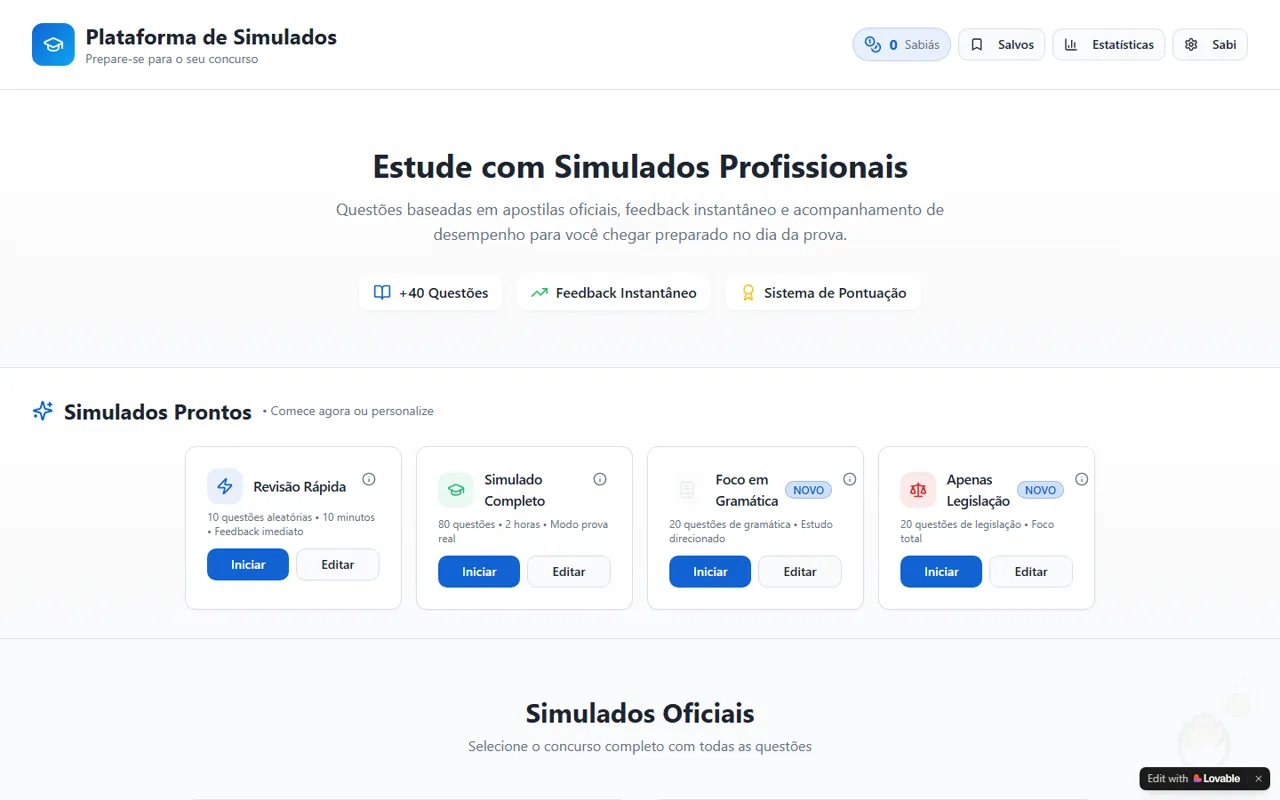 Plataforma de Simulados
Prepare-se para o seu concurso
0 Sabiás
Salvos
Estatísticas
Sabi
Estude com Simulados Profissionais
Questões baseadas em apostilas oficiais, feedback instantâneo e acompanhamento de
desempenho para você chegar preparado no dia da prova.
+40 Questões
Feedback Instantâneo
Sistema de Pontuação
Simulados Prontos
• Comece agora ou personalize
Revisão Rápida
10 questões aleatórias • 10 minutos
• Feedback imediato
Iniciar
Editar
Simulado
Completo
80 questões • 2 horas • Modo prova
real
Iniciar
Editar
Foco em
Gramática
NOVO
20 questões de gramática • Estudo
direcionado
Iniciar
Editar
Apenas
Legislação
NOVO
20 questões de legislação • Foco
total
Iniciar
Editar
Simulados Oficiais
Selecione o concurso completo com todas as questões
Edit with Lovable ×